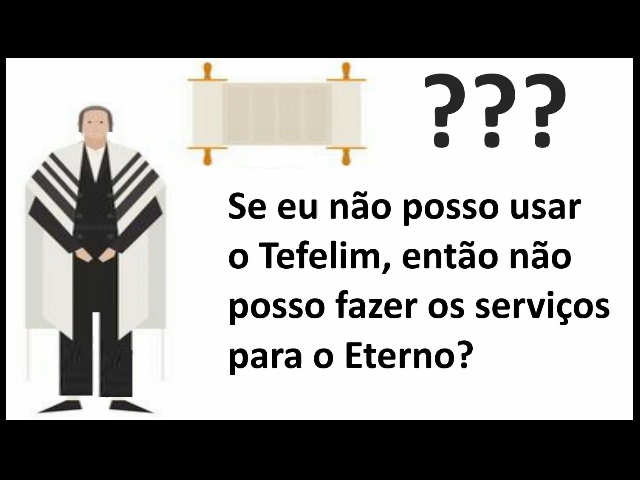 ???
Se eu não posso usar
o Tefelim, então não
posso fazer os serviços
para o Eterno?